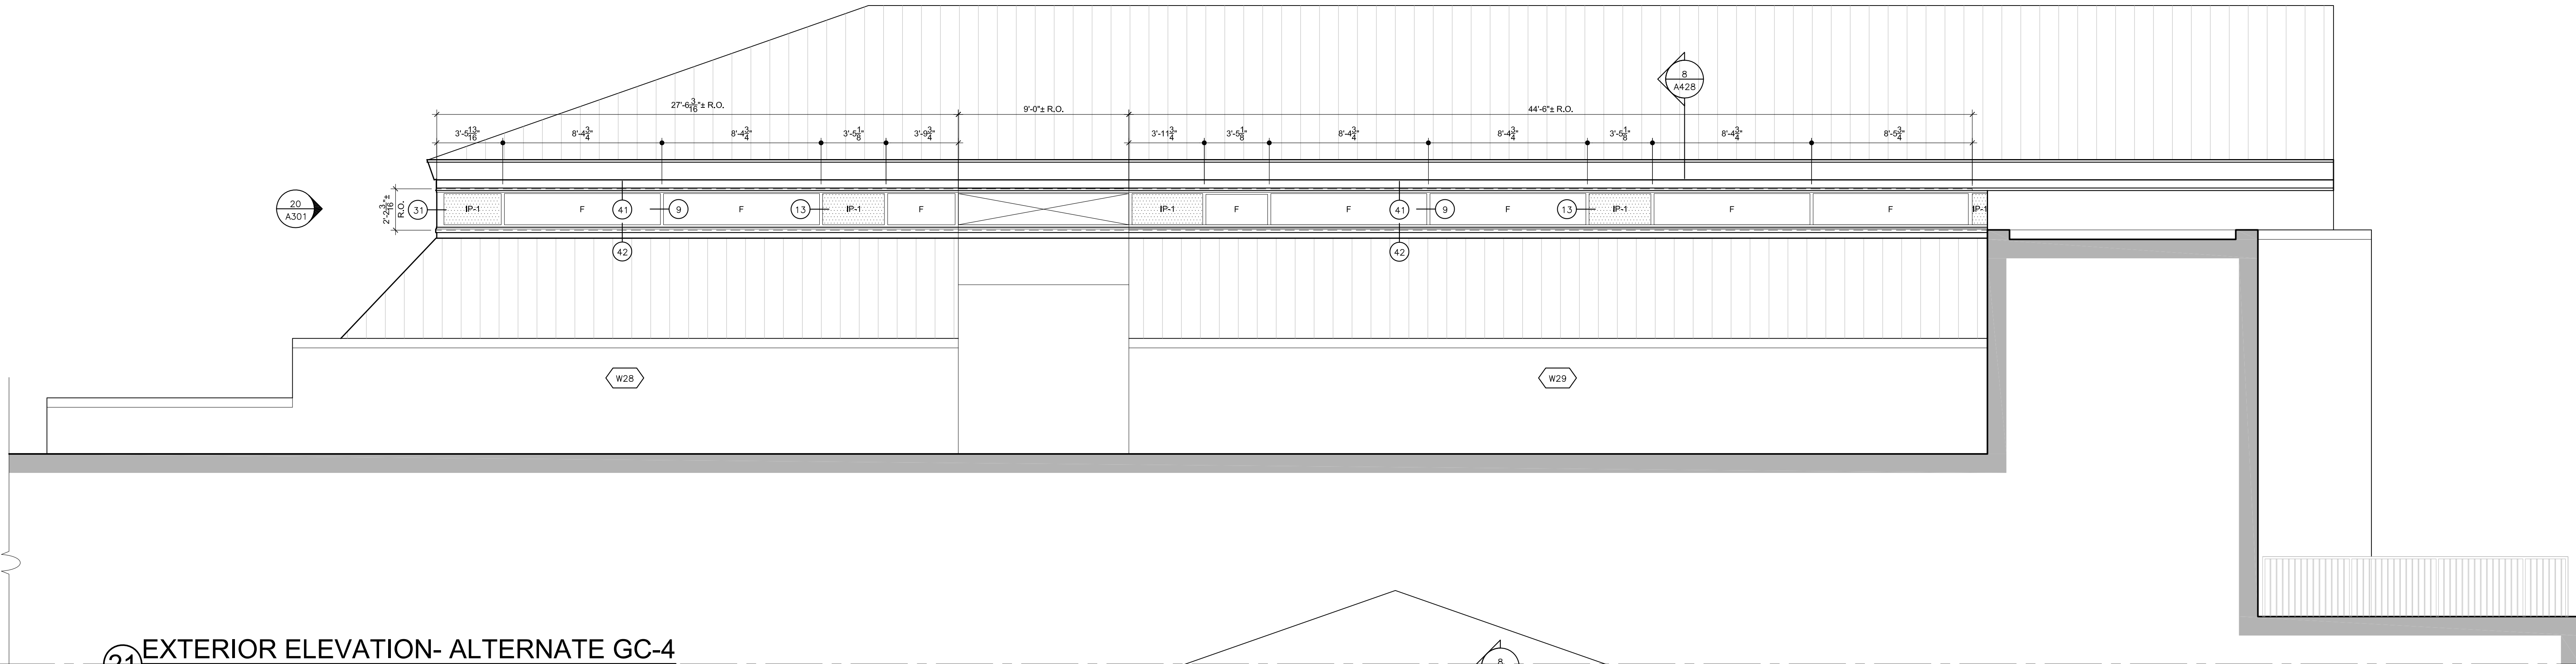 8
A428
27'-6 3/16"± R.O.
9'-0"± R.O.
44'-6"± R.O.
3'-5 13/16"
8'-4 3/4"
8'-4 3/4"
3'-5 1/8"
3'-9 3/4"
3'-11 3/4"
3'-5 1/8"
8'-4 3/4"
8'-4 3/4"
3'-5 1/8"
8'-4 3/4"
8'-5 3/4"
20
A301
2'-2 3/16"±
R.O.
31
IP-1
F
41
9
F
13
IP-1
F
IP-1
F
F
41
9
F
13
IP-1
F
F
IP-1
42
42
W28
W29
21
EXTERIOR ELEVATION- ALTERNATE GC-4
8